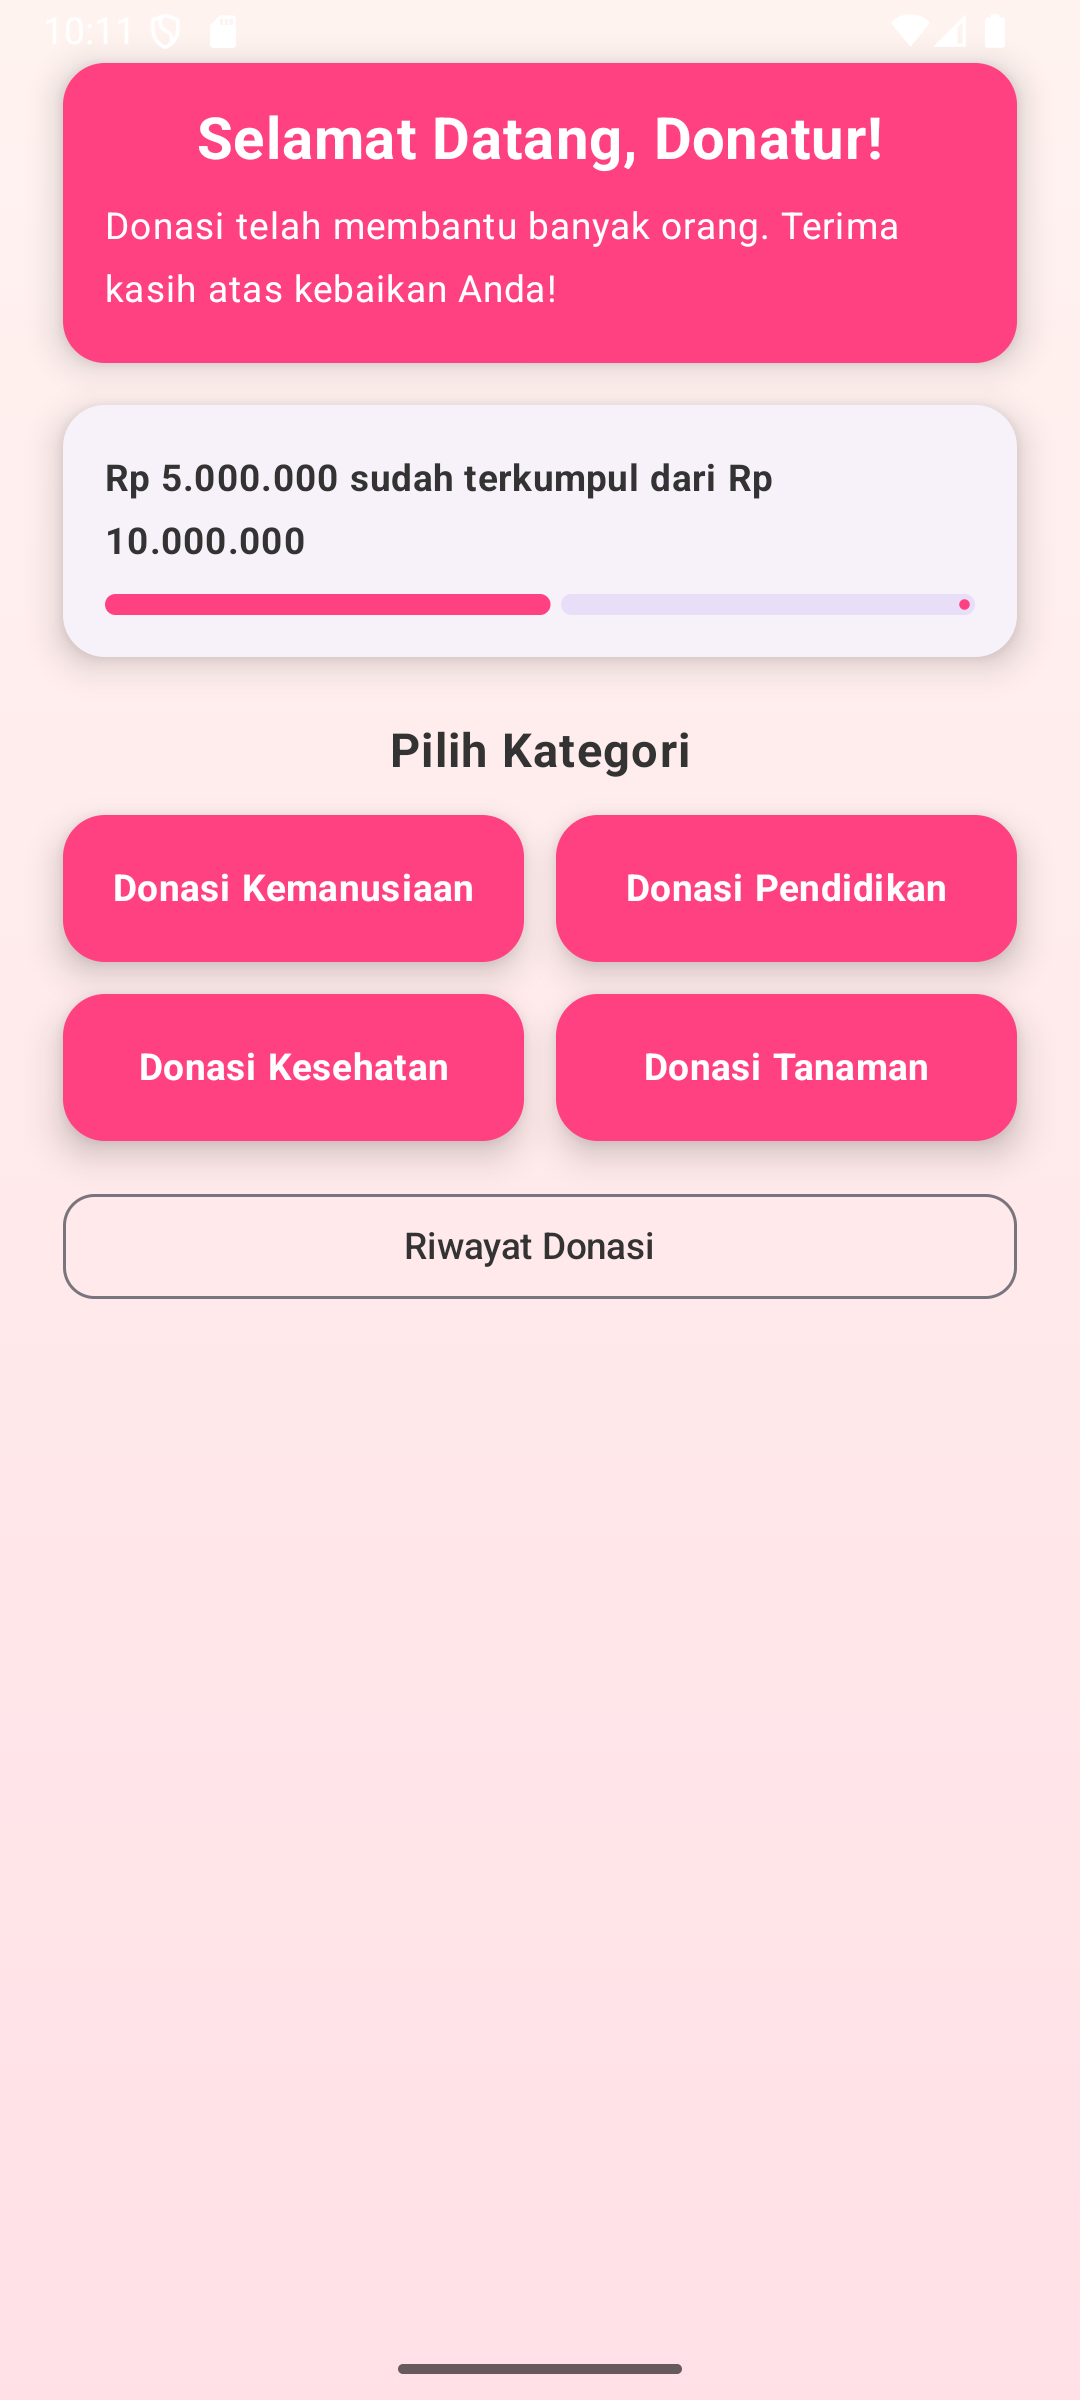 10:11
Selamat Datang, Donatur!
Donasi telah membantu banyak orang. Terima
kasih atas kebaikan Anda!
Rp 5.000.000 sudah terkumpul dari Rp
10.000.000
Pilih Kategori
Donasi Kemanusiaan
Donasi Pendidikan
Donasi Kesehatan
Donasi Tanaman
Riwayat Donasi